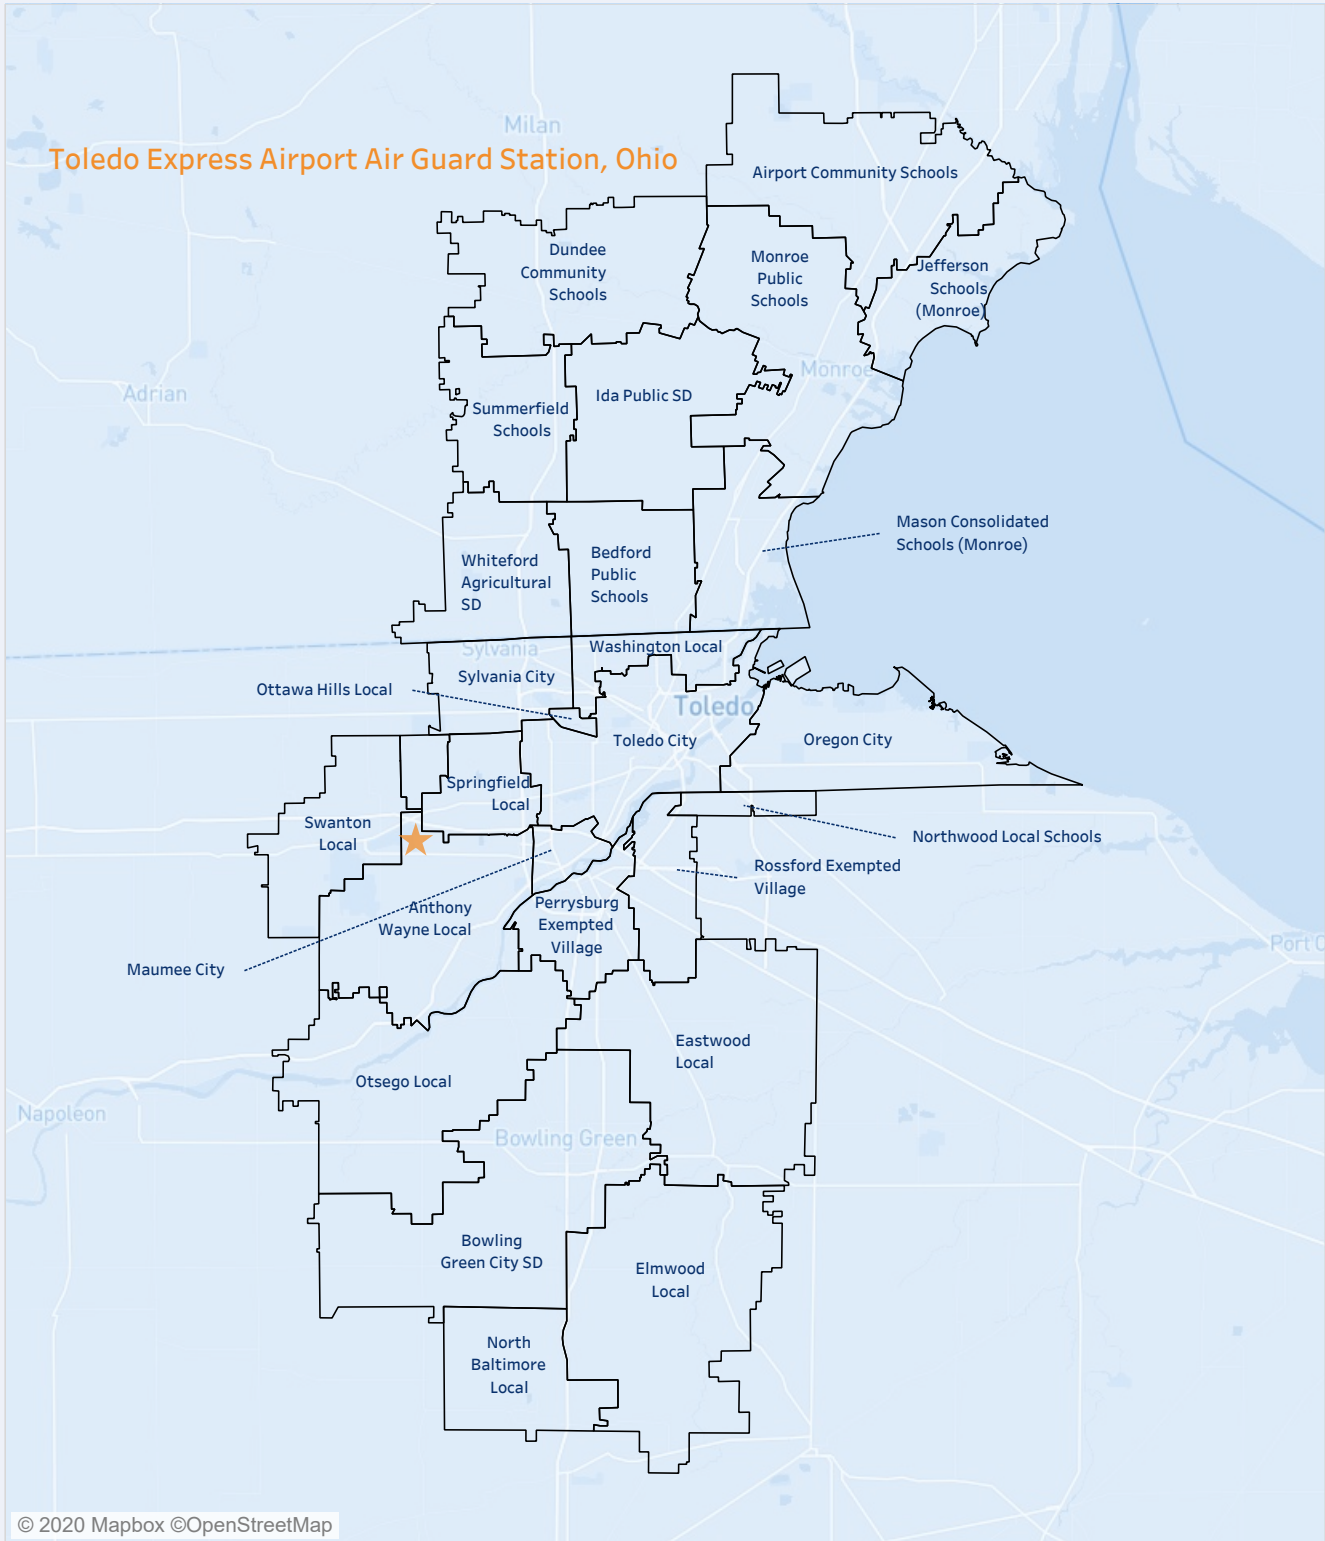 Milan
Toledo Express Airport Air Guard Station, Ohio
Airport Community Schools
Dundee
Community
Schools
Monroe
Public
Schools
Jefferson
Schools
(Monroe)
Monroe
Adrian
Ida Public SD
Summerfield
Schools
Mason Consolidated
Schools (Monroe)
Whiteford
Agricultural
SD
Bedford
Public
Schools
Washington Local
Sylvania
Sylvania City
Ottawa Hills Local
Toledo
Toledo City
Oregon City
Springfield
Local
Swanton
Local
Northwood Local Schools
Rossford Exempted
Village
Anthony
Wayne Local
Perrysburg
Exempted
Village
Maumee City
Port C
Eastwood
Local
Otsego Local
Napoleon
Bowling Green
Bowling
Green City SD
Elmwood
Local
North
Baltimore
Local
© 2020 Mapbox ©OpenStreetMap